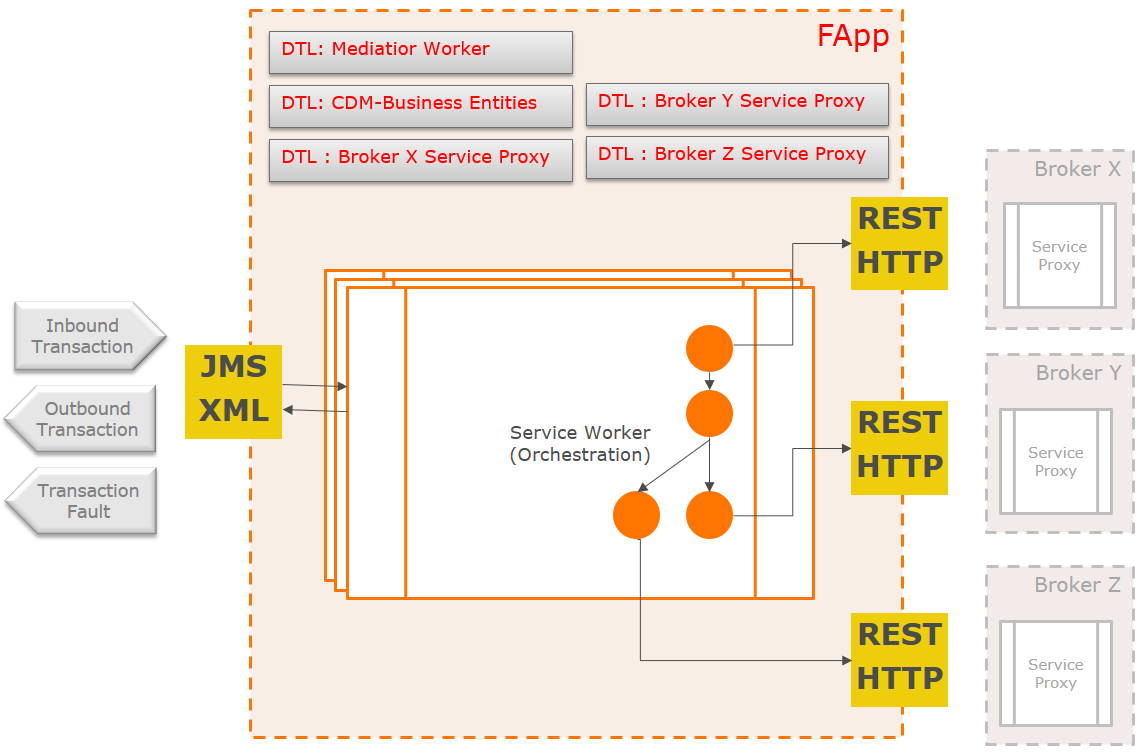 FApp
DTL: Mediatior Worker
DTL: CDM-Business Entities
DTL : Broker X Service Proxy
DTL : Broker Y Service Proxy
DTL : Broker Z Service Proxy
Inbound
Transaction
Outbound
Transaction
Transaction
Fault
JMS
XML
Service Worker
(Orchestration)
REST
HTTP
REST
HTTP
REST
HTTP
Broker X
Service
Proxy
Broker Y
Service
Proxy
Broker Z
Service
Proxy